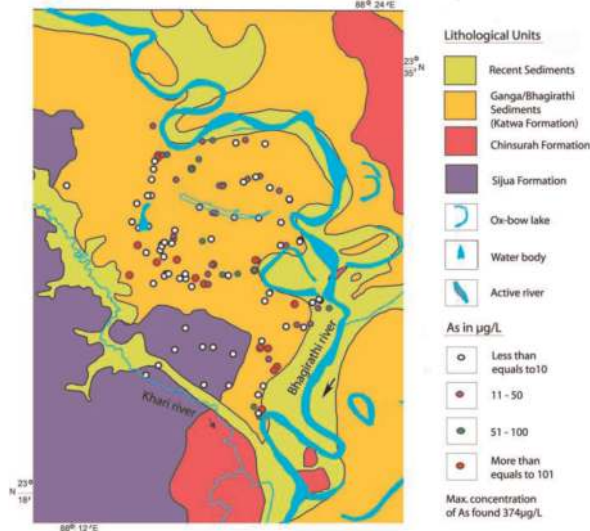 88° 24′E
23°
35′ N
Bhagirathi river
Khari river
23°
N 18′
88° 12′E
Lithological Units
Recent Sediments
Ganga/Bhagirathi
Sediments
(Katwa Formation)
Chinsurah Formation
Sijua Formation
Ox-bow lake
Water body
Active river
As in µg/L
Less than
equals to10
11 - 50
51 - 100
More than
equals to 101
Max. concentration
of As found 374µg/L